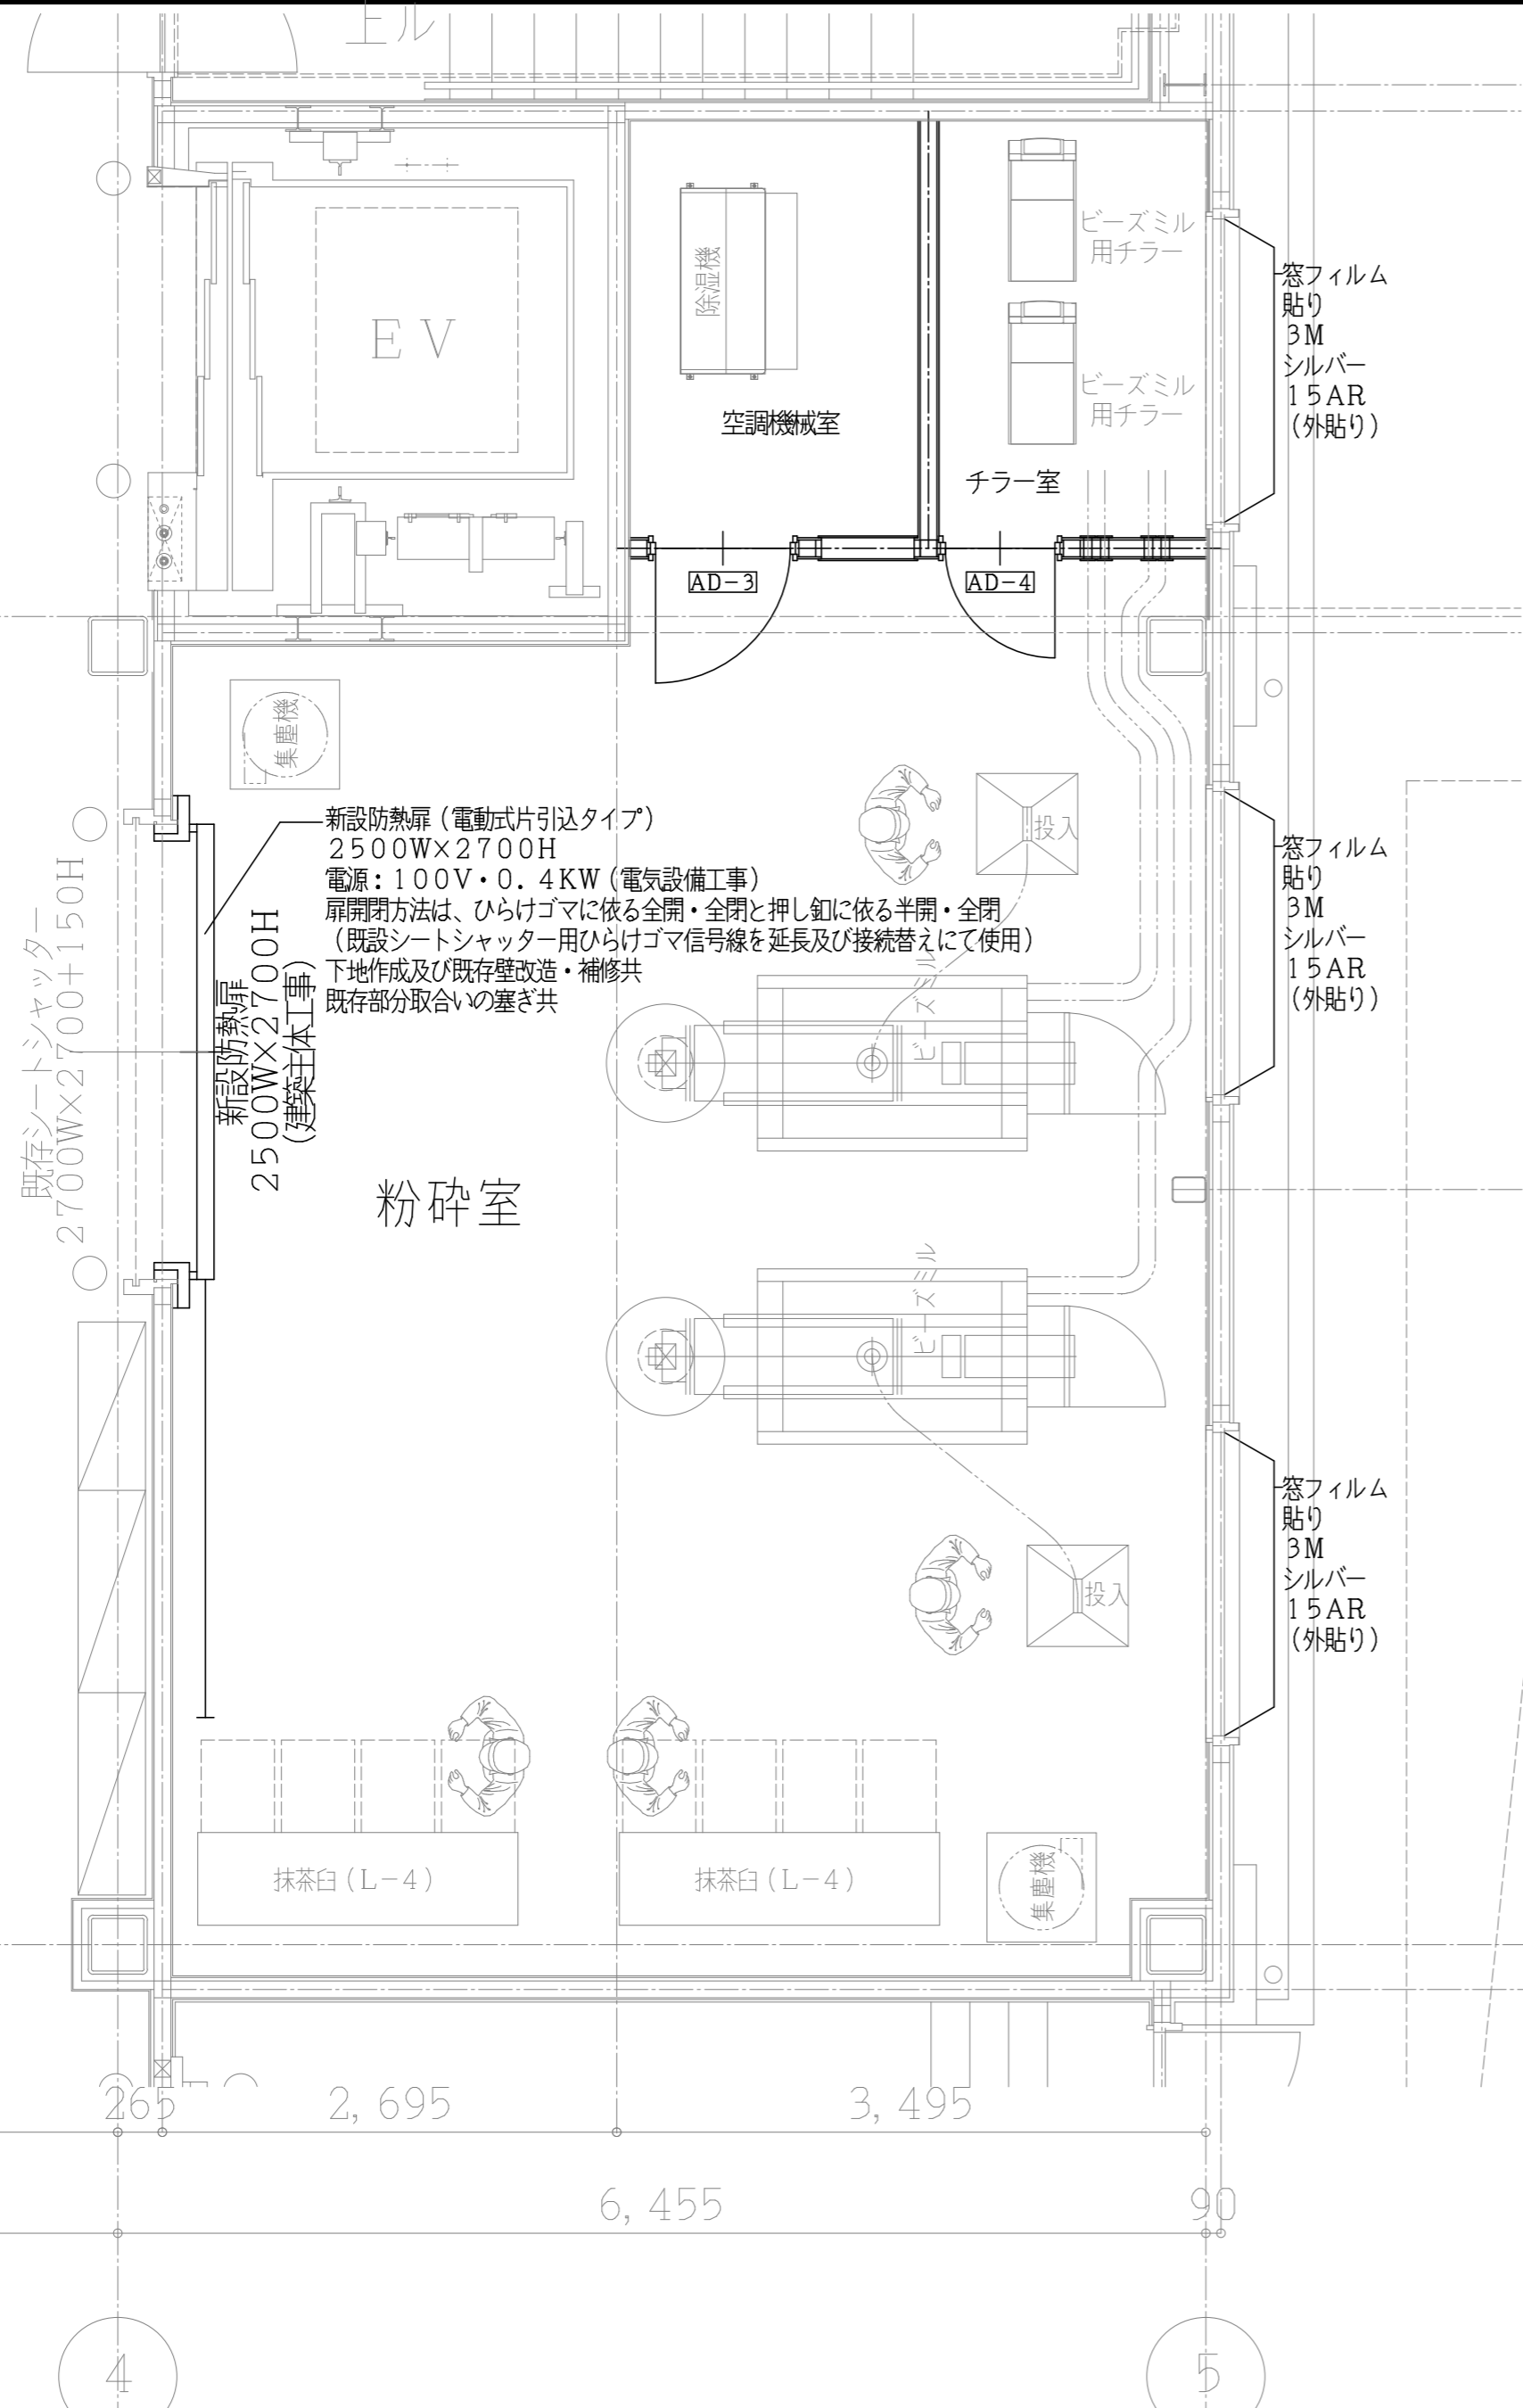 上ル
EV
除湿機
空調機械室
ビーズミル
用チラー
ビーズミル
用チラー
チラー室
窓フィルム
貼り
3M
シルバー
15AR
(外貼り)
AD-3
AD-4
集塵機
新設防熱扉(電動式片引込タイプ)
2500W×2700H
電源:100V・0.4KW(電気設備工事)
扉開閉方法は、ひらけゴマに依る全開・全閉と押し釦に依る半開・全閉
(既設シートシャッター用ひらけゴマ信号線を延長及び接続替えにて使用)
下地作成及び既存壁改造・補修共
既存部分取合いの塞ぎ共
投入
窓フィルム
貼り
3M
シルバー
15AR
(外貼り)
既存シートシャッター
2700W×2700+150H
新設防熱扉
2500W×2700H
(建築主体工事)
ビーズミル
粉砕室
ビーズミル
投入
窓フィルム
貼り
3M
シルバー
15AR
(外貼り)
抹茶臼(L-4)
抹茶臼(L-4)
集塵機
265
2,695
3,495
6,455
90
4
5